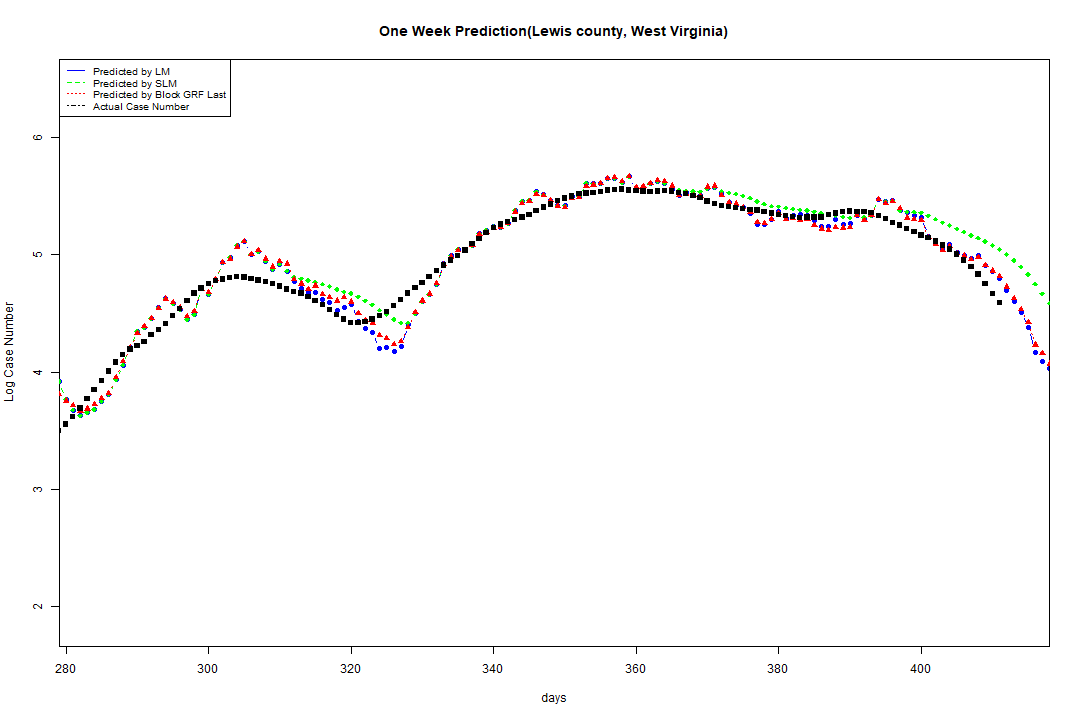 One Week Prediction(Lewis county, West Virginia)
Predicted by LM
Predicted by SLM
Predicted by Block GRF Last
Actual Case Number
6
5
4
3
2
Log Case Number
280 300 320 340 360 380 400
days